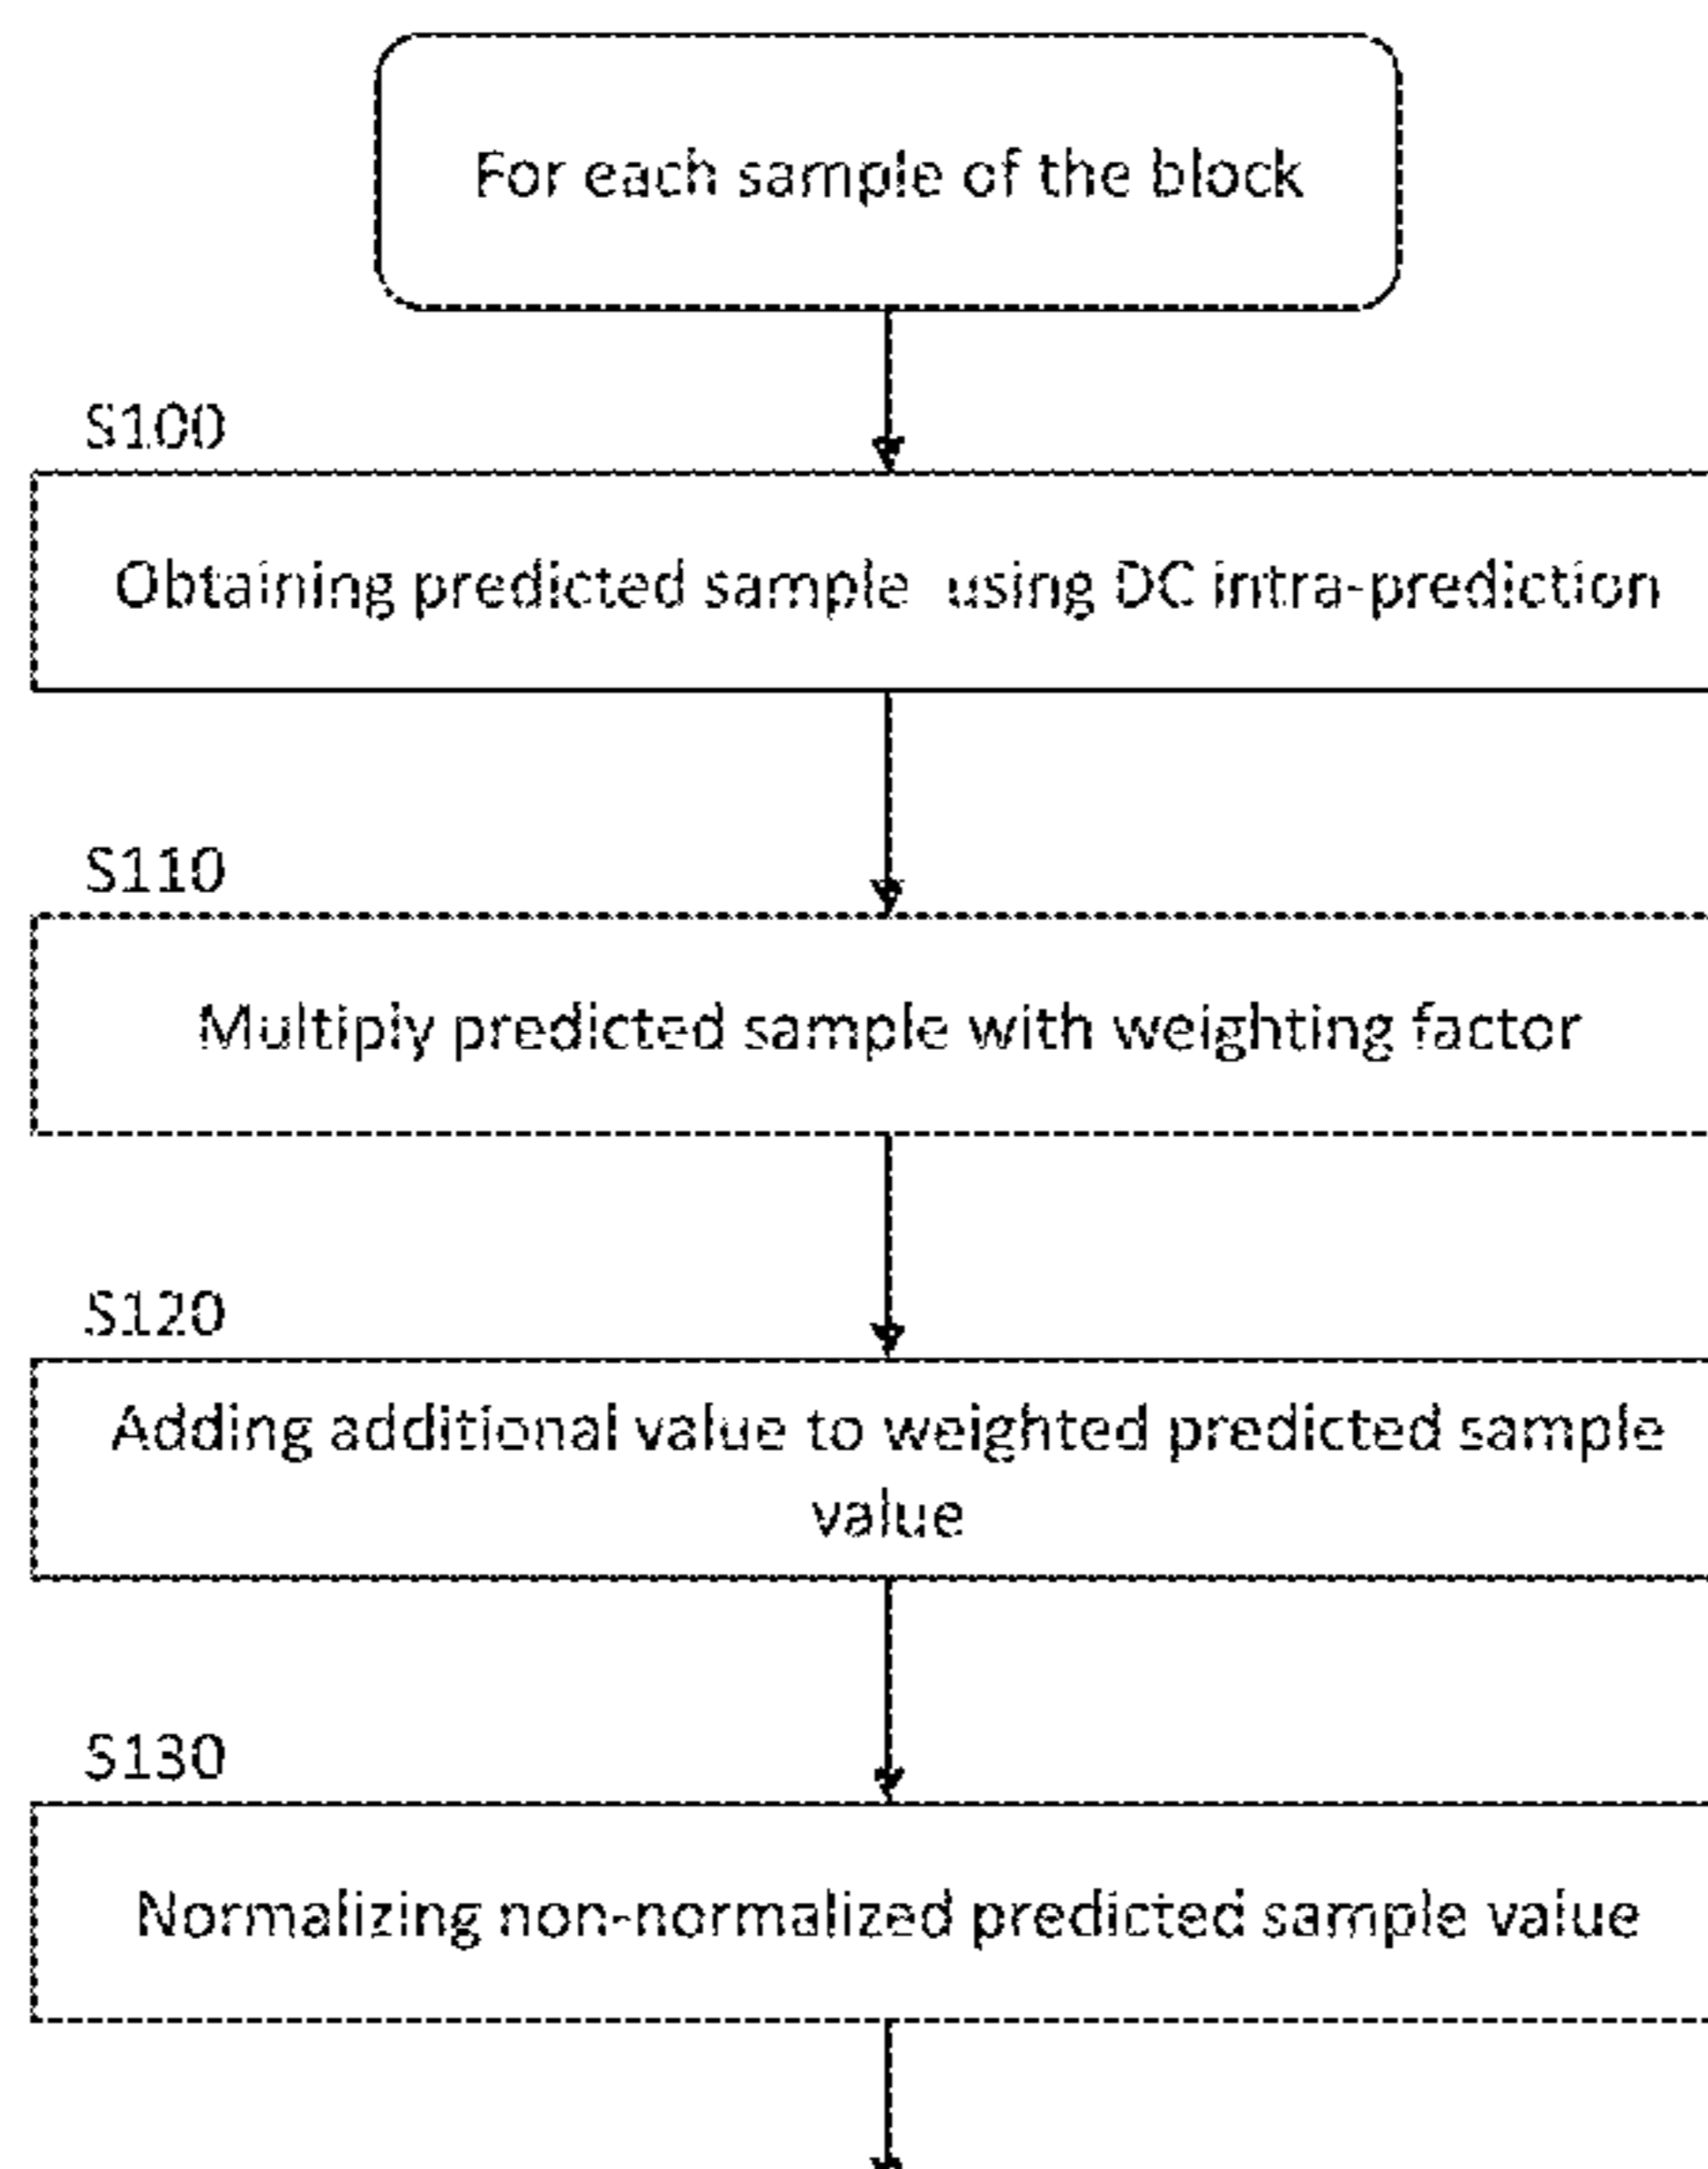 For each sample of the block
S100
Obtaining predicted sample using DC intra-prediction
S110
Multiply predicted sample with weighting factor
S120
Adding additional value to weighted predicted sample
value
S130
Normalizing non-normalized predicted sample value